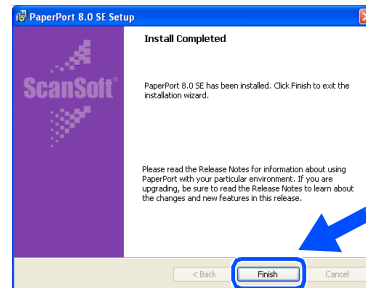 PaperPort 8.0 SE Setup
Install Completed
ScanSoft®
PaperPort 8.0 SE has been installed. Click Finish to exit the
installation wizard.
Please read the Release Notes for information about using
PaperPort with your particular environment. If you are
upgrading, be sure to read the Release Notes to learn about
the changes and new features in this release.
< Back
Finish
Cancel